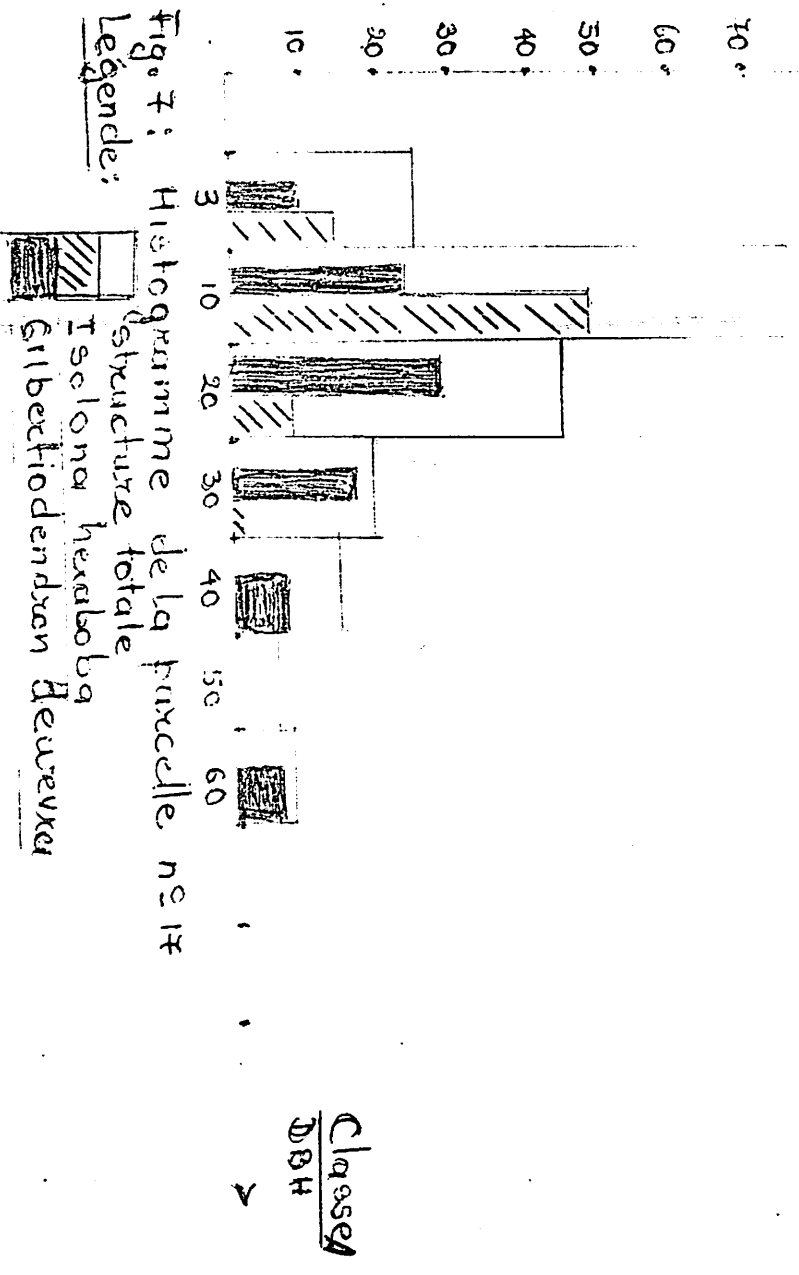 70
60
50
40
30
20
10
3 10 20 30 40 50 60
Classes
DBH
Fig. 7: Histogramme de la parcelle n° 17
Légende:
structure totale
Isolona hexaloba
Gilbertiodendron dewevrei